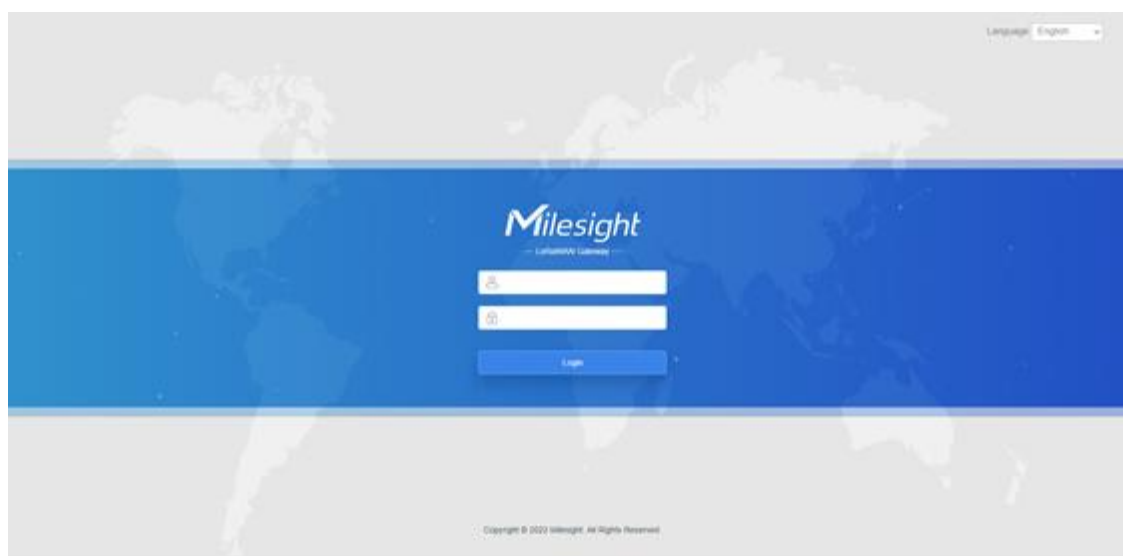 Language English
Milesight
— LoRaWAN Gateway —
Login
Copyright © 2022 Milesight. All Rights Reserved